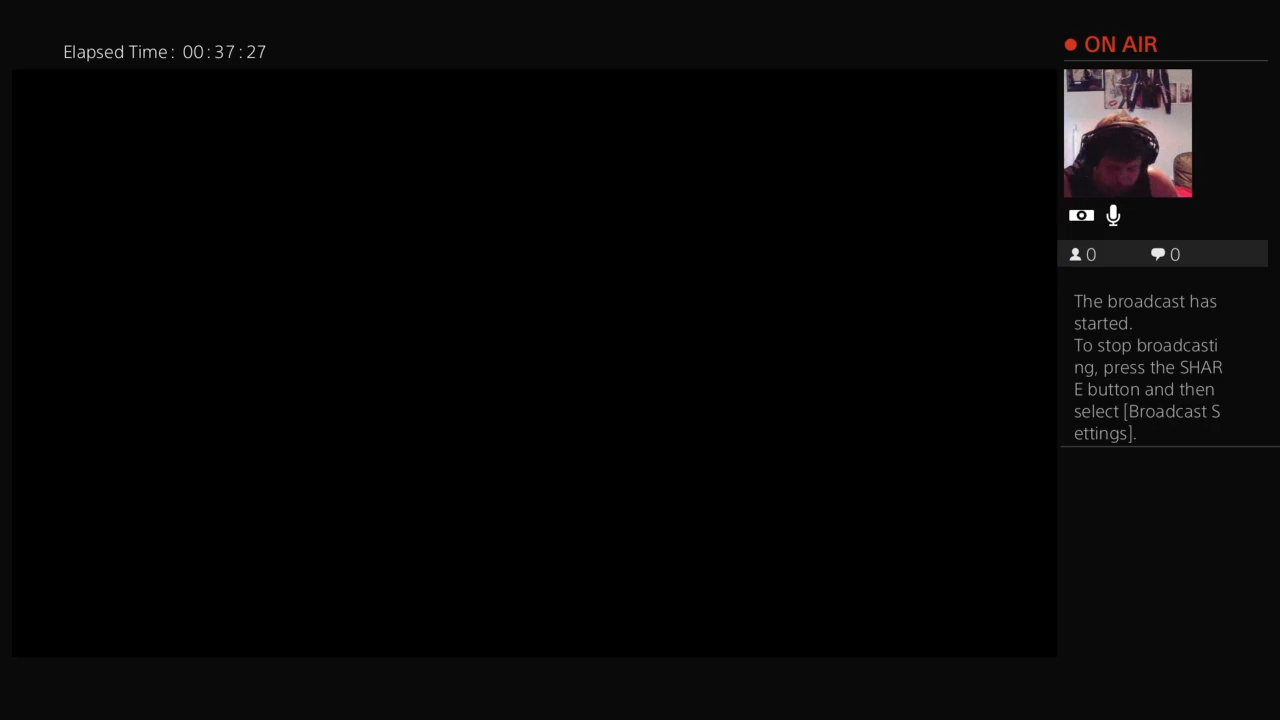 Elapsed Time: 00:37:27
ON AIR
0 0
The broadcast has
started.
To stop broadcasti
ng, press the SHAR
E button and then
select [Broadcast S
ettings].